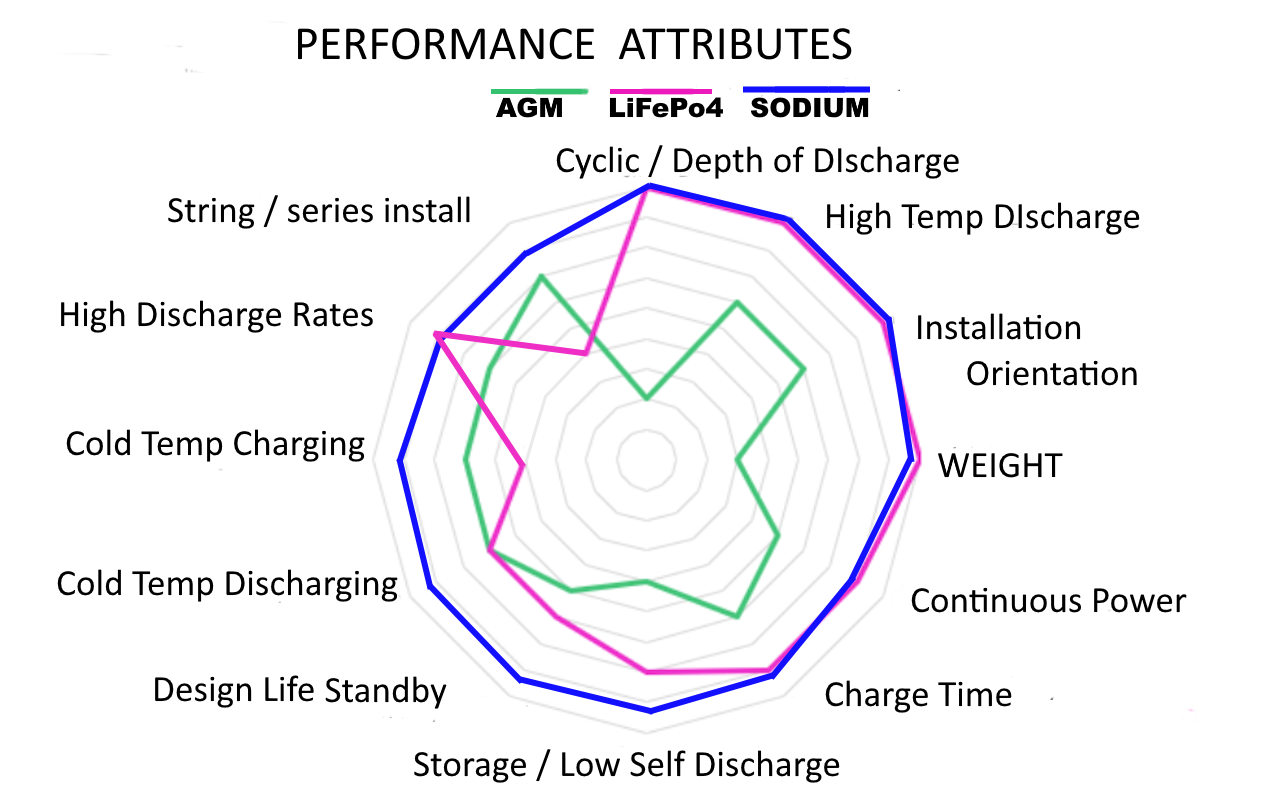 PERFORMANCE ATTRIBUTES
AGM LiFePo4 SODIUM
Cyclic / Depth of DIscharge
String / series install
High Temp DIscharge
High Discharge Rates
Installation
Orientation
Cold Temp Charging
WEIGHT
Cold Temp Discharging
Continuous Power
Design Life Standby
Charge Time
Storage / Low Self Discharge